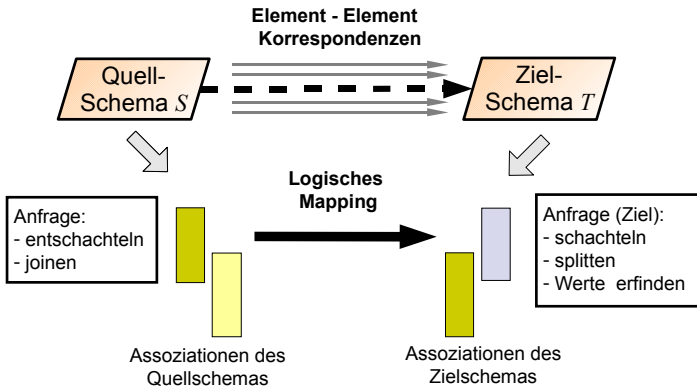 Element - Element
Korrespondenzen
Quell-
Schema S
Ziel-
Schema T
Logisches
Mapping
Anfrage:
- entschachteln
- joinen
Anfrage (Ziel):
- schachteln
- splitten
- Werte erfinden
Assoziationen des
Quellschemas
Assoziationen des
Zielschemas